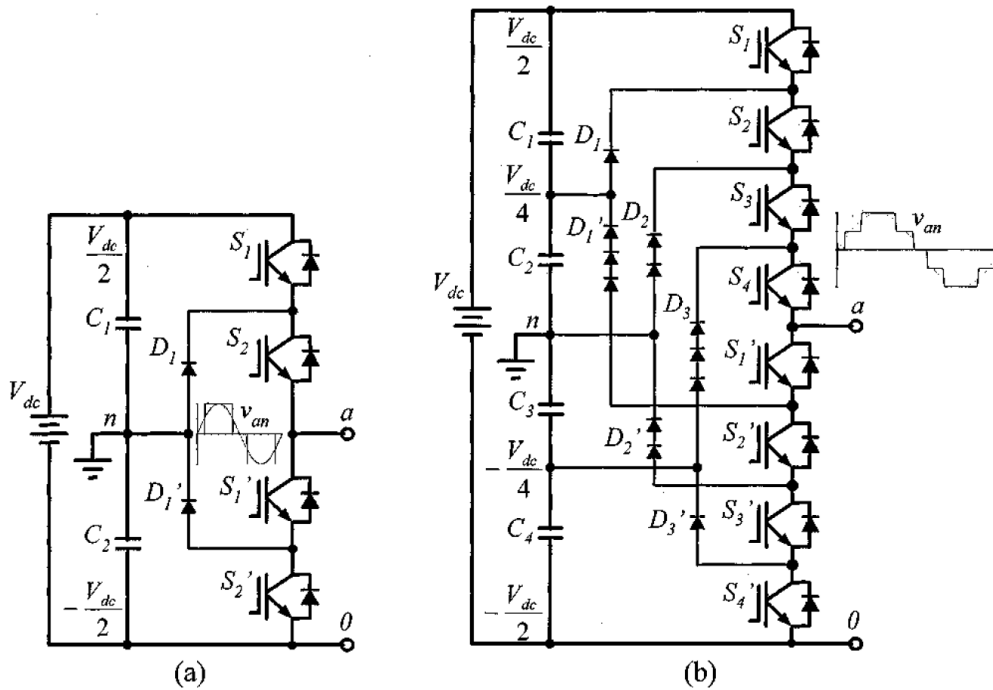 V_dc/2
S_1
C_1
D_1
S_2
V_dc
n
v_an
a
D_1'
S_1'
C_2
S_2'
-V_dc/2
0
(a)
V_dc/2
S_1
S_2
C_1
D_1
V_dc/4
S_3
D_1'
D_2
C_2
v_an
S_4
V_dc
D_3
a
n
S_1'
C_3
D_2'
S_2'
-V_dc/4
D_3'
S_3'
C_4
S_4'
-V_dc/2
0
(b)